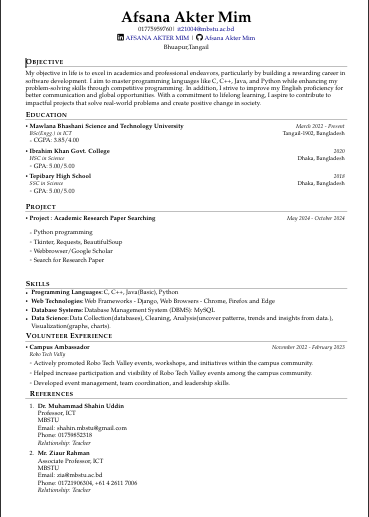 Afsana Akter Mim
01775959760 | it21004@mbstu.ac.bd
AFSANA AKTER MIM | Afsana Akter Mim
Bhuapur,Tangail
OBJECTIVE
My objective in life is to excel in academics and professional endeavors, particularly by building a rewarding career in
software development. I aim to master programming languages like C, C++, Java, and Python while enhancing my
problem-solving skills through competitive programming. In addition, I strive to improve my English proficiency for
better communication and global opportunities. With a commitment to lifelong learning, I aspire to contribute to
impactful projects that solve real-world problems and create positive change in society.
EDUCATION
• Mawlana Bhashani Science and Technology University March 2022 - Present
BSc(Engg.) in ICT Tangail-1902, Bangladesh
◦ CGPA: 3.85/4.00
• Ibrahim Khan Govt. College 2020
HSC in Science Dhaka, Bangladesh
◦ GPA: 5.00/5.00
• Tepibary High School 2018
SSC in Science Dhaka, Bangladesh
◦ GPA: 5.00/5.00
PROJECT
• Project : Academic Research Paper Searching May 2024 - October 2024
◦ Python programming
◦ Tkinter, Requests, BeautifulSoup
◦ Webbrowser/Google Scholar
◦ Search for Research Paper
SKILLS
• Programming Languages: C, C++, Java(Basic), Python
• Web Technologies: Web Frameworks - Django, Web Browsers - Chrome, Firefox and Edge
• Database Systems: Database Management System (DBMS): MySQL
• Data Science: Data Collection(databases), Cleaning, Analysis(uncover patterns, trends and insights from data.),
Visualization(graphs, charts).
VOLUNTEER EXPERIENCE
• Campus Ambassador November 2022 - February 2023
Robo Tech Vally
◦ Actively promoted Robo Tech Valley events, workshops, and initiatives within the campus community.
◦ Helped increase participation and visibility of Robo Tech Valley events among the campus community.
◦ Developed event management, team coordination, and leadership skills.
REFERENCES
1. Dr. Muhammad Shahin Uddin
Professor, ICT
MBSTU
Email: shahin.mbstu@gmail.com
Phone: 01759852318
Relationship: Teacher
2. Mr. Ziaur Rahman
Associate Professor, ICT
MBSTU
Email: zia@mbstu.ac.bd
Phone: 01721906304, +61 4 2611 7006
Relationship: Teacher